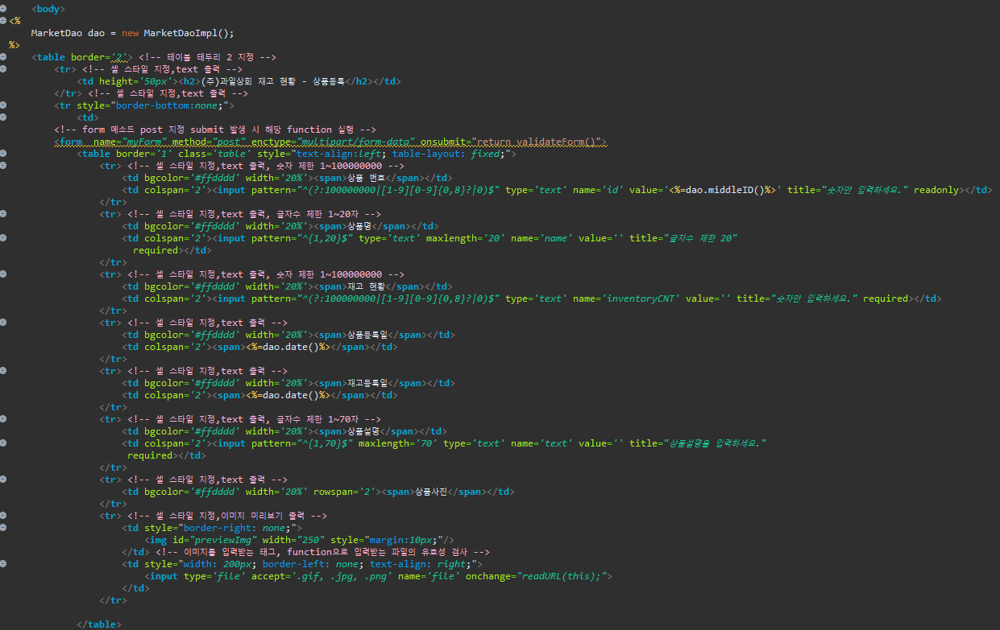 <body>
<%
MarketDao dao = new MarketDaoImpl();
%>
<table border='2'> <!-- 테이블 테두리 2 지정 -->
<tr> <!-- 셀 스타일 지정,text 출력 -->
<td height='50px'><h2>(주)과일상회 재고 현황 - 상품등록</h2></td>
</tr> <!-- 셀 스타일 지정,text 출력 -->
<tr style="border-bottom:none;">
<td>
<!-- form 메소드 post 지정 submit 발생 시 해당 function 실행 -->
<form  name="myForm" method="post" enctype="multipart/form-data" onsubmit="return validateForm()">
<table border='1' class='table' style="text-align:left; table-layout: fixed;">
<tr> <!-- 셀 스타일 지정,text 출력, 숫자 제한 1~100000000 -->
<td bgcolor='#ffdddd' width='20%'><span>상품 번호</span></td>
<td colspan='2'><input pattern="^(?:100000000|[1-9][0-9]{0,8}?|0)$" type='text' name='id' value='<%=dao.middleID()%>' title="숫자만 입력하세요." readonly></td>
</tr>
<tr> <!-- 셀 스타일 지정,text 출력, 글자수 제한 1~20자 -->
<td bgcolor='#ffdddd' width='20%'><span>상품명</span></td>
<td colspan='2'><input pattern="^{1,20}$" type='text' maxlength='20' name='name' value='' title="글자수 제한 20"
required></td>
</tr>
<tr> <!-- 셀 스타일 지정,text 출력, 숫자 제한 1~100000000 -->
<td bgcolor='#ffdddd' width='20%'><span>재고 현황</span></td>
<td colspan='2'><input pattern="^(?:100000000|[1-9][0-9]{0,8}?|0)$" type='text' name='inventoryCNT' value='' title="숫자만 입력하세요." required></td>
</tr>
<tr> <!-- 셀 스타일 지정,text 출력 -->
<td bgcolor='#ffdddd' width='20%'><span>상품등록일</span></td>
<td colspan='2'><span><%=dao.date()%></span></td>
</tr>
<tr> <!-- 셀 스타일 지정,text 출력 -->
<td bgcolor='#ffdddd' width='20%'><span>재고등록일</span></td>
<td colspan='2'><span><%=dao.date()%></span></td>
</tr>
<tr> <!-- 셀 스타일 지정,text 출력, 글자수 제한 1~70자 -->
<td bgcolor='#ffdddd' width='20%'><span>상품설명</span></td>
<td colspan='2'><input pattern="^{1,70}$" maxlength='70' type='text' name='text' value='' title="상품설명을 입력하세요."
required></td>
</tr>
<tr> <!-- 셀 스타일 지정,text 출력 -->
<td bgcolor='#ffdddd' width='20%' rowspan='2'><span>상품사진</span></td>
</tr>
<tr> <!-- 셀 스타일 지정,이미지 미리보기 출력 -->
<td style="border-right: none;">
<img id="previewImg" width="250" style="margin:10px;"/>
</td> <!-- 이미지를 입력받는 태그, function으로 입력받는 파일의 유효성 검사 -->
<td style="width: 200px; border-left: none; text-align: right;">
<input type='file' accept='.gif, .jpg, .png' name='file' onchange="readURL(this);">
</td>
</tr>
</table>